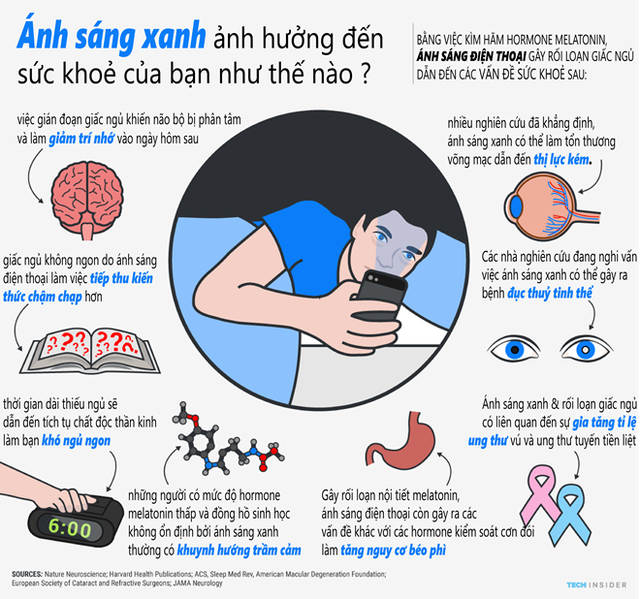 Ánh sáng xanh ảnh hưởng đến
sức khoẻ của bạn như thế nào ?
BẰNG VIỆC KÌM HÃM HORMONE MELATONIN,
ÁNH SÁNG ĐIỆN THOẠI GÂY RỐI LOẠN GIẤC NGỦ
DẪN ĐẾN CÁC VẤN ĐỀ SỨC KHOẺ SAU:
việc gián đoạn giấc ngủ khiến não bộ bị phân tâm
và làm giảm trí nhớ vào ngày hôm sau
nhiều nghiên cứu đã khẳng định,
ánh sáng xanh có thể làm tổn thương
võng mạc dẫn đến thị lực kém.
giấc ngủ không ngon do ánh sáng
điện thoại làm việc tiếp thu kiến
thức chậm chạp hơn
Các nhà nghiên cứu đang nghi vấn
việc ánh sáng xanh có thể gây ra
bệnh đục thuỷ tinh thể
thời gian dài thiếu ngủ sẽ
dẫn đến tích tụ chất độc thần kinh
làm bạn khó ngủ ngon
6:00
những người có mức độ hormone
melatonin thấp và đồng hồ sinh học
không ổn định bởi ánh sáng xanh
thường có khuynh hướng trầm cảm
Gây rối loạn nội tiết melatonin,
ánh sáng điện thoại còn gây ra các
vấn đề khác với các hormone kiểm soát cơn đói
làm tăng nguy cơ béo phì
Ánh sáng xanh & rối loạn giấc ngủ
có liên quan đến sự gia tăng tỉ lệ
ung thư vú và ung thư tuyến tiền liệt
SOURCES: Nature Neuroscience; Harvard Health Publications; ACS, Sleep Med Rev, American Macular Degeneration Foundation;
European Society of Cataract and Refractive Surgeons; JAMA Neurology
TECH INSIDER